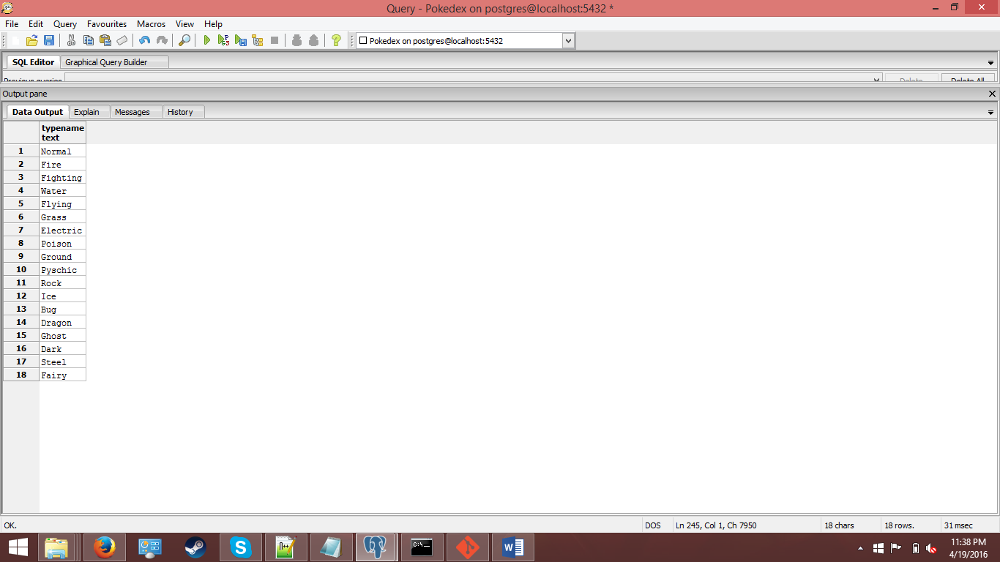 Query - Pokedex on postgres@localhost:5432 *
File Edit Query Favourites Macros View Help
Pokedex on postgres@localhost:5432
SQL Editor Graphical Query Builder
Previous queries Delete Delete All
Output pane
Data Output Explain Messages History
typename
text
1 Normal
2 Fire
3 Fighting
4 Water
5 Flying
6 Grass
7 Electric
8 Poison
9 Ground
10 Pyschic
11 Rock
12 Ice
13 Bug
14 Dragon
15 Ghost
16 Dark
17 Steel
18 Fairy
OK. DOS Ln 245, Col 1, Ch 7950 18 chars 18 rows. 31 msec
11:38 PM
4/19/2016